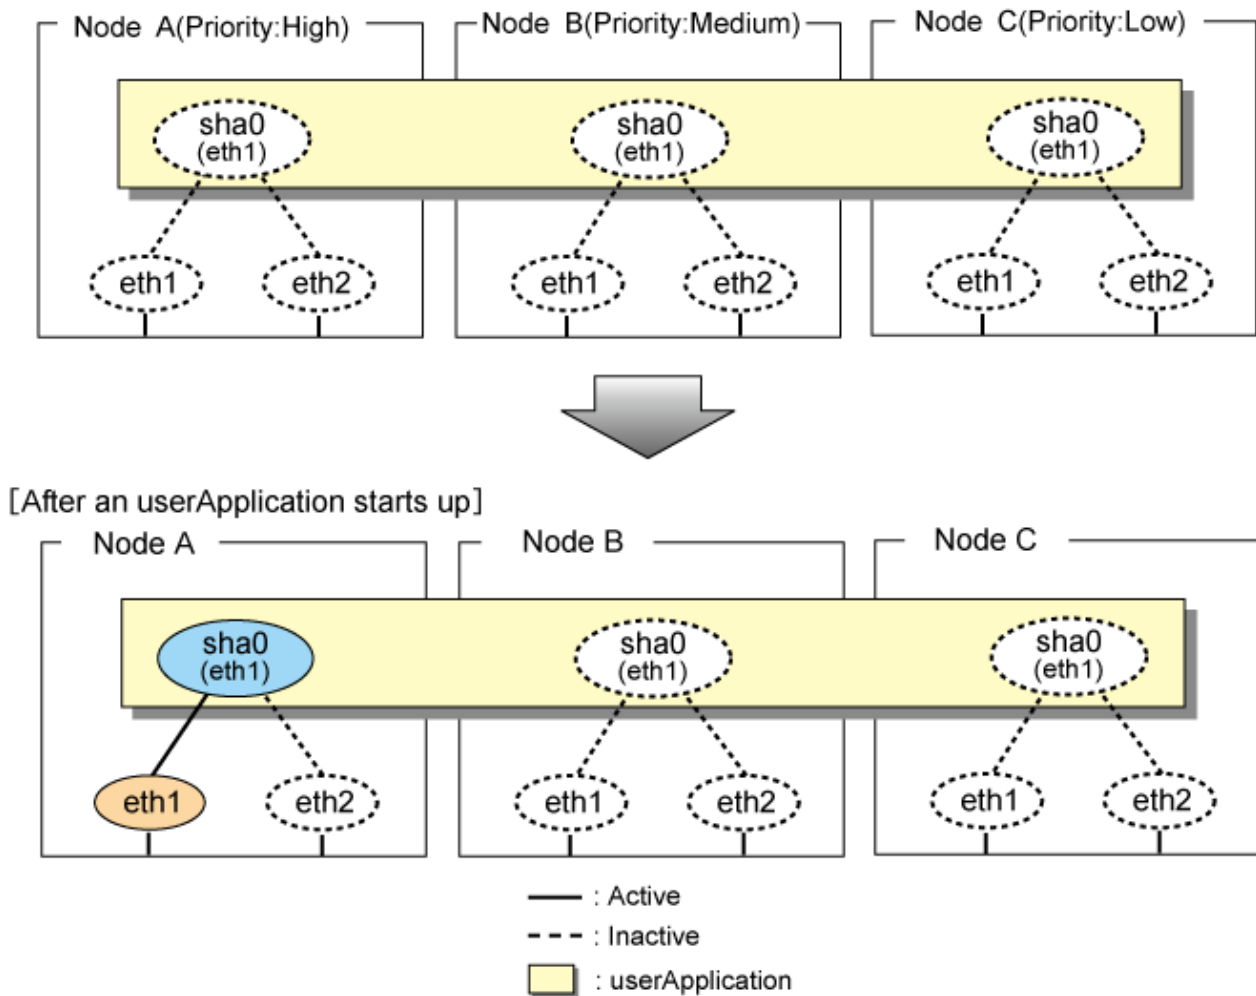 Node A(Priority:High)
Node B(Priority:Medium)
Node C(Priority:Low)
sha0
(eth1)
sha0
(eth1)
sha0
(eth1)
eth1
eth2
eth1
eth2
eth1
eth2
[After an userApplication starts up]
Node A
Node B
Node C
sha0
(eth1)
sha0
(eth1)
sha0
(eth1)
eth1
eth2
eth1
eth2
eth1
eth2
: Active
: Inactive
: userApplication